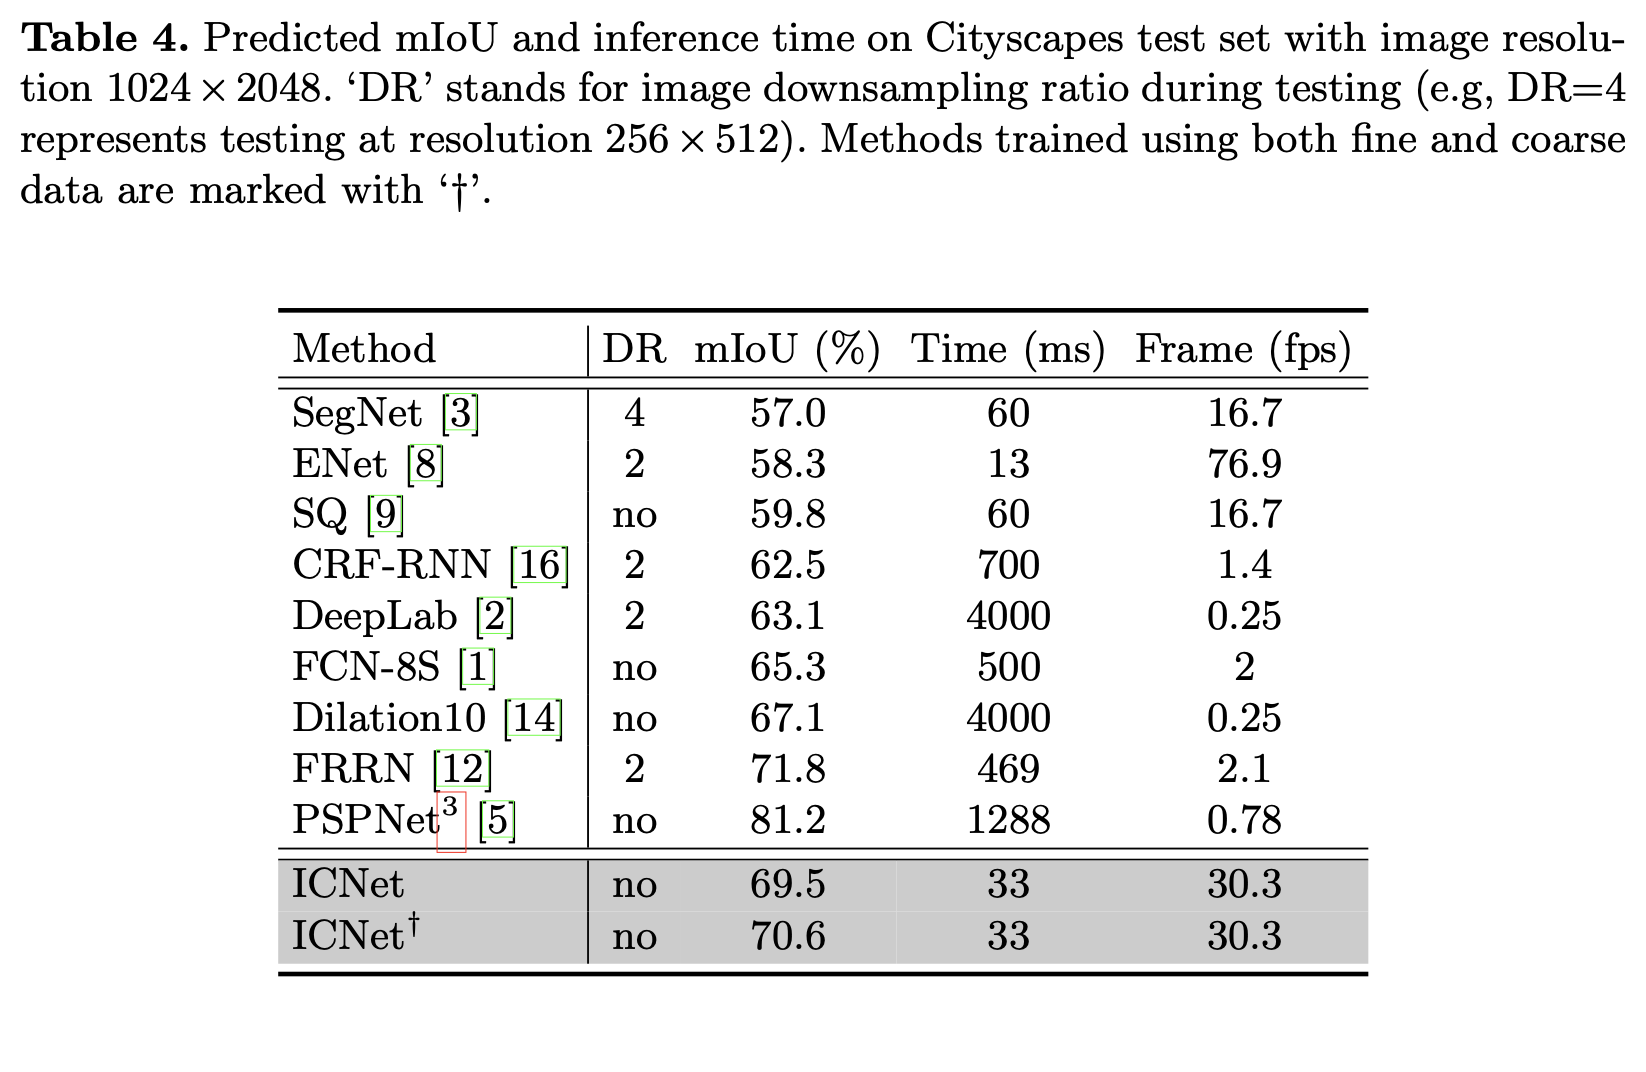 Table 4. Predicted mIoU and inference time on Cityscapes test set with image resolu-
tion 1024 × 2048. ‘DR’ stands for image downsampling ratio during testing (e.g, DR=4
represents testing at resolution 256 × 512). Methods trained using both fine and coarse
data are marked with ‘†’.
Method DR mIoU (%) Time (ms) Frame (fps)
SegNet [3] 4 57.0 60 16.7
ENet [8] 2 58.3 13 76.9
SQ [9] no 59.8 60 16.7
CRF-RNN [16] 2 62.5 700 1.4
DeepLab [2] 2 63.1 4000 0.25
FCN-8S [1] no 65.3 500 2
Dilation10 [14] no 67.1 4000 0.25
FRRN [12] 2 71.8 469 2.1
PSPNet³ [5] no 81.2 1288 0.78
ICNet no 69.5 33 30.3
ICNet† no 70.6 33 30.3